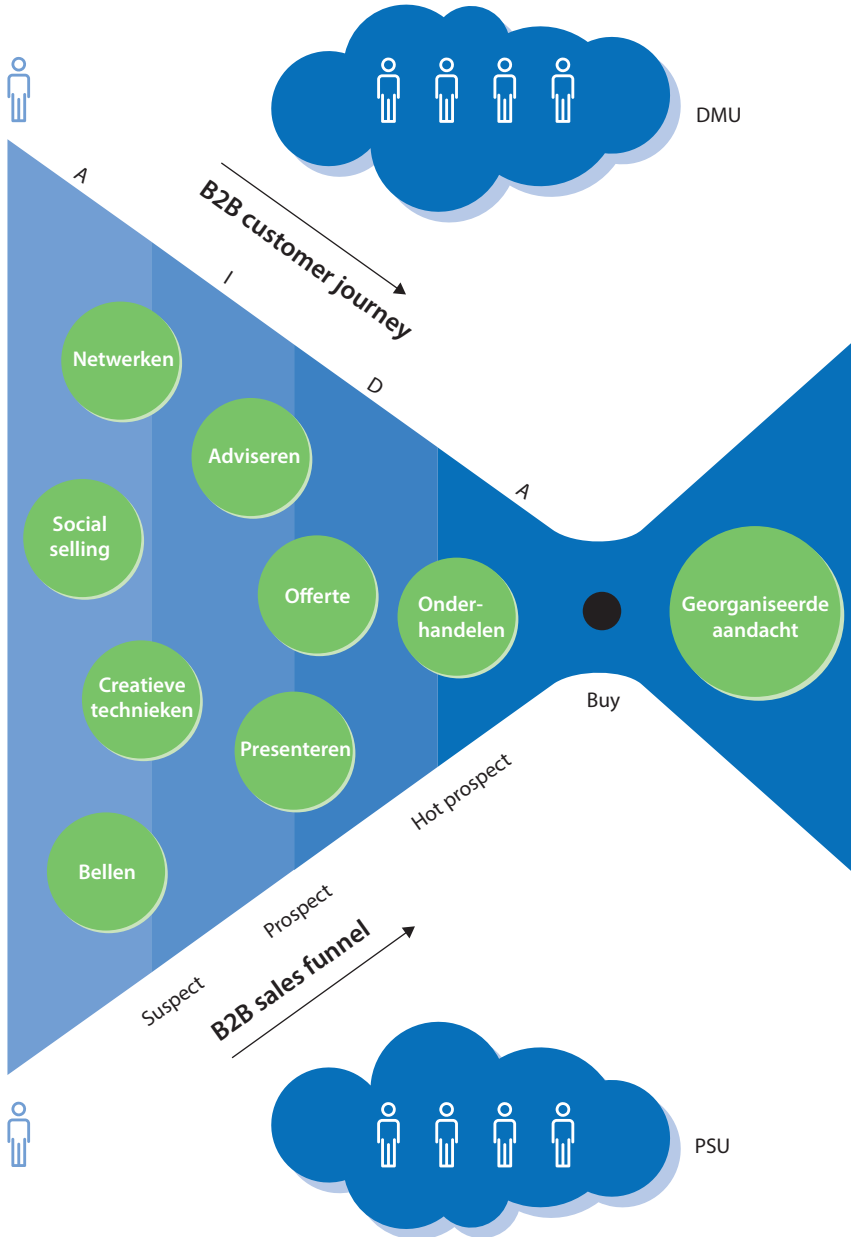 DMU
A
B2B customer journey
I
Netwerken
D
Adviseren
A
Social
selling
Offerte
Onder-
handelen
Georganiseerde
aandacht
Creatieve
technieken
Buy
Presenteren
Hot prospect
Bellen
Prospect
Suspect
B2B sales funnel
PSU